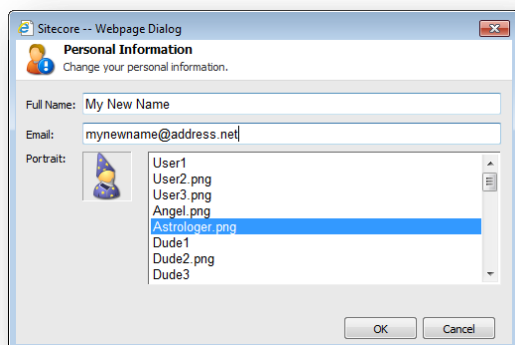 Sitecore -- Webpage Dialog
Personal Information
Change your personal information.
Full Name: My New Name
Email: mynewname@address.net
Portrait:
User1
User2.png
User3.png
Angel.png
Astrologer.png
Dude1
Dude2.png
Dude3
OK Cancel